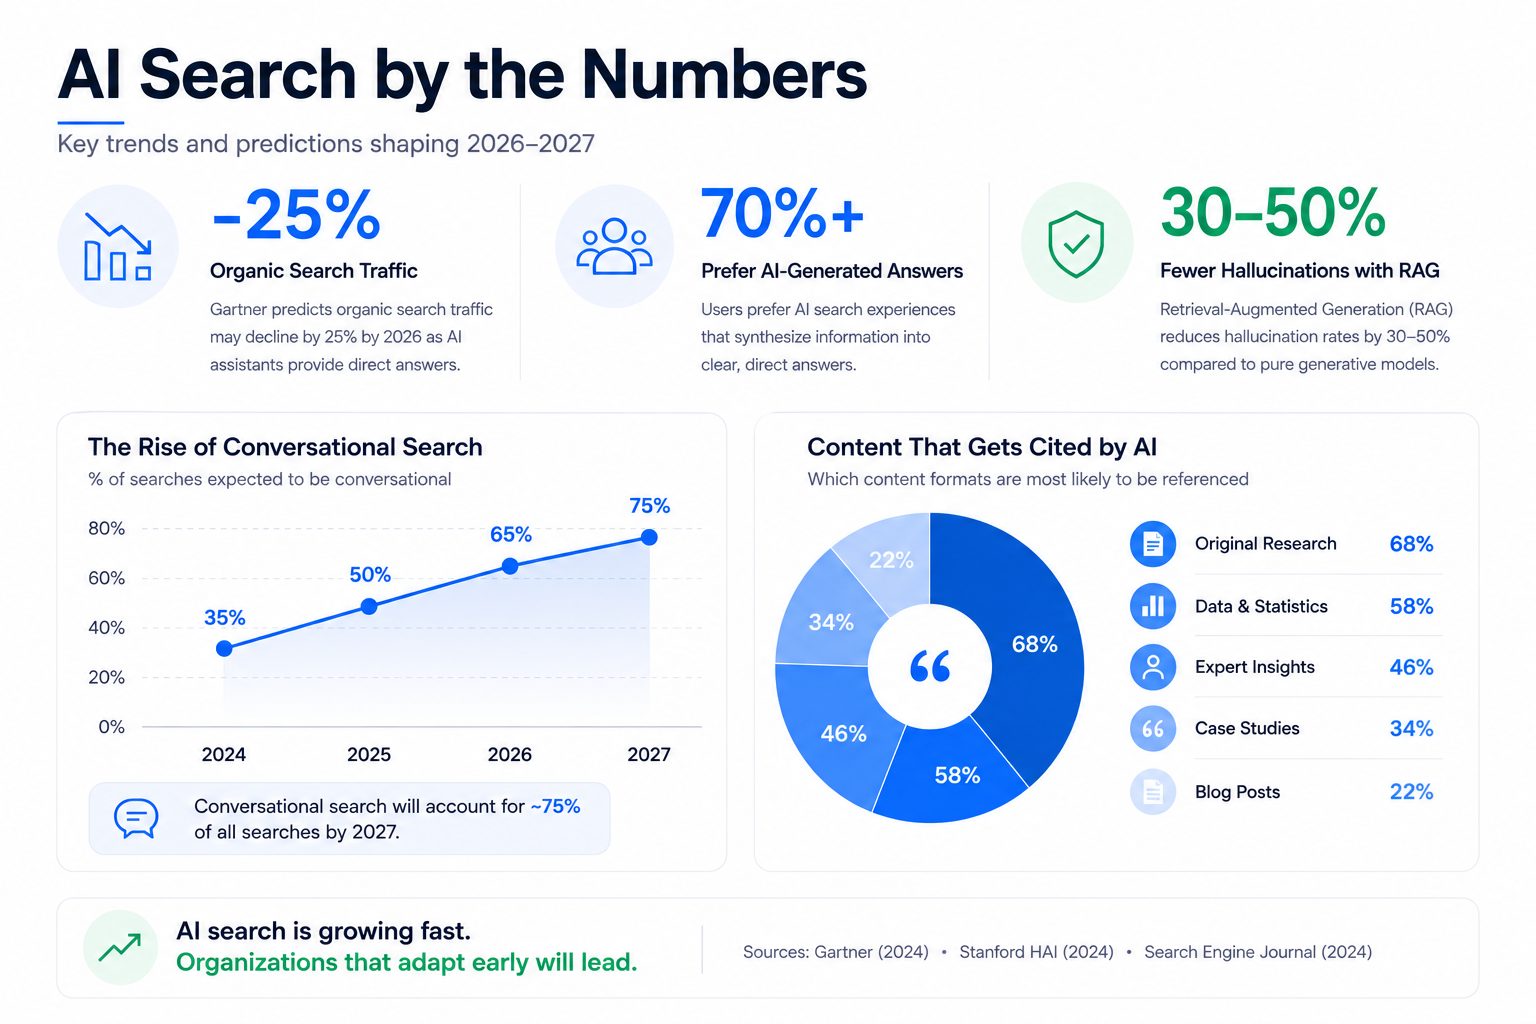 AI Search by the Numbers
Key trends and predictions shaping 2026–2027
-25%
Organic Search Traffic
Gartner predicts organic search traffic
may decline by 25% by 2026 as AI
assistants provide direct answers.
70%+
Prefer AI-Generated Answers
Users prefer AI search experiences
that synthesize information into
clear, direct answers.
30–50%
Fewer Hallucinations with RAG
Retrieval-Augmented Generation (RAG)
reduces hallucination rates by 30–50%
compared to pure generative models.
The Rise of Conversational Search
% of searches expected to be conversational
80%
60%
40%
20%
0%
35%
50%
65%
75%
2024
2025
2026
2027
Conversational search will account for ~75%
of all searches by 2027.
Content That Gets Cited by AI
Which content formats are most likely to be referenced
22%
34%
68%
46%
58%
Original Research 68%
Data & Statistics 58%
Expert Insights 46%
Case Studies 34%
Blog Posts 22%
AI search is growing fast.
Organizations that adapt early will lead.
Sources: Gartner (2024) • Stanford HAI (2024) • Search Engine Journal (2024)